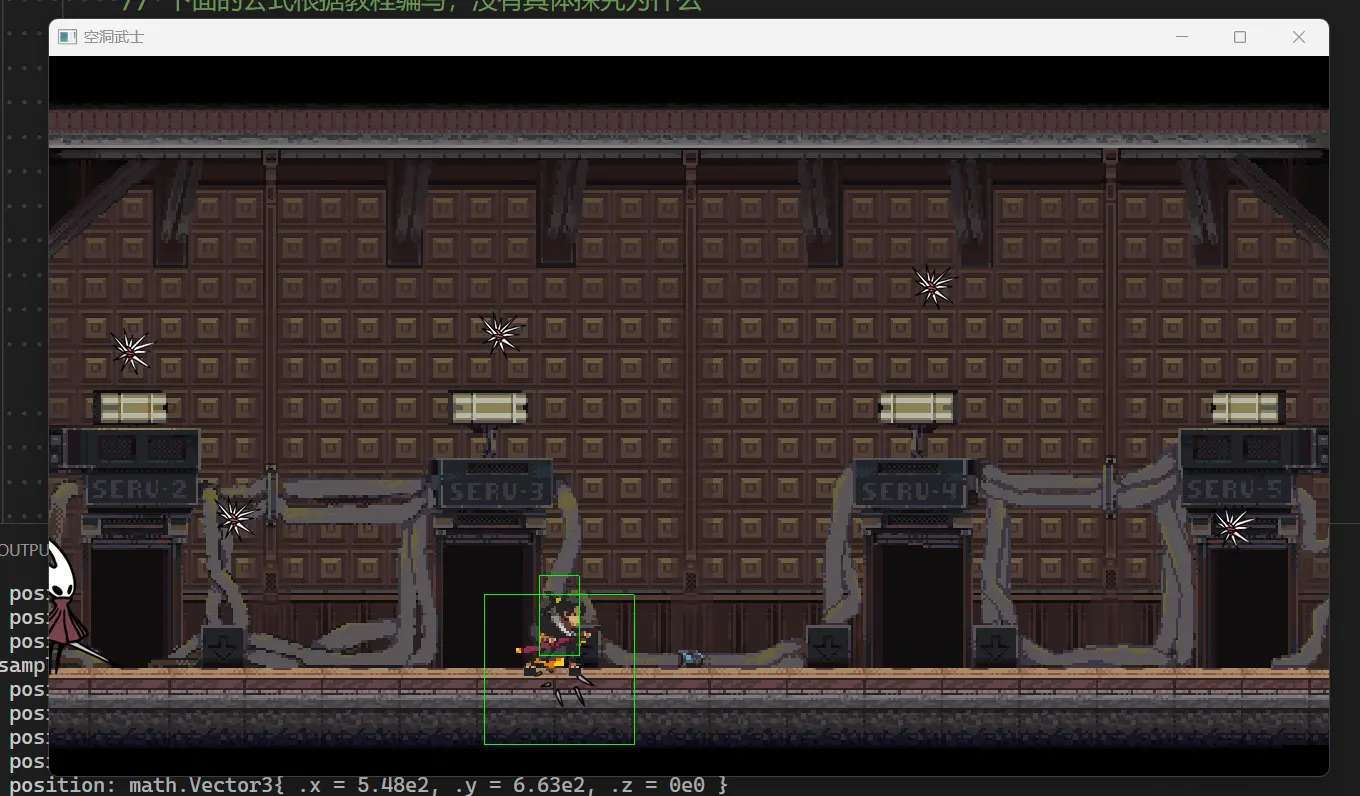 // 下面的公式根据教程编写，没有具体探究为什么
空洞武士
SERV-2
SERV-3
SERV-4
SERV-5
OUTPU
pos
pos
pos
samp
pos
pos
pos
pos
position: math.Vector3{ .x = 5.48e2, .y = 6.63e2, .z = 0e0 }